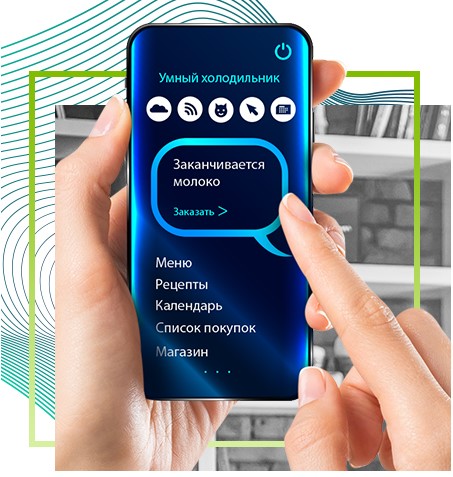 Умный холодильник
Заканчивается
молоко
Заказать >
Меню
Рецепты
Календарь
Список покупок
Магазин